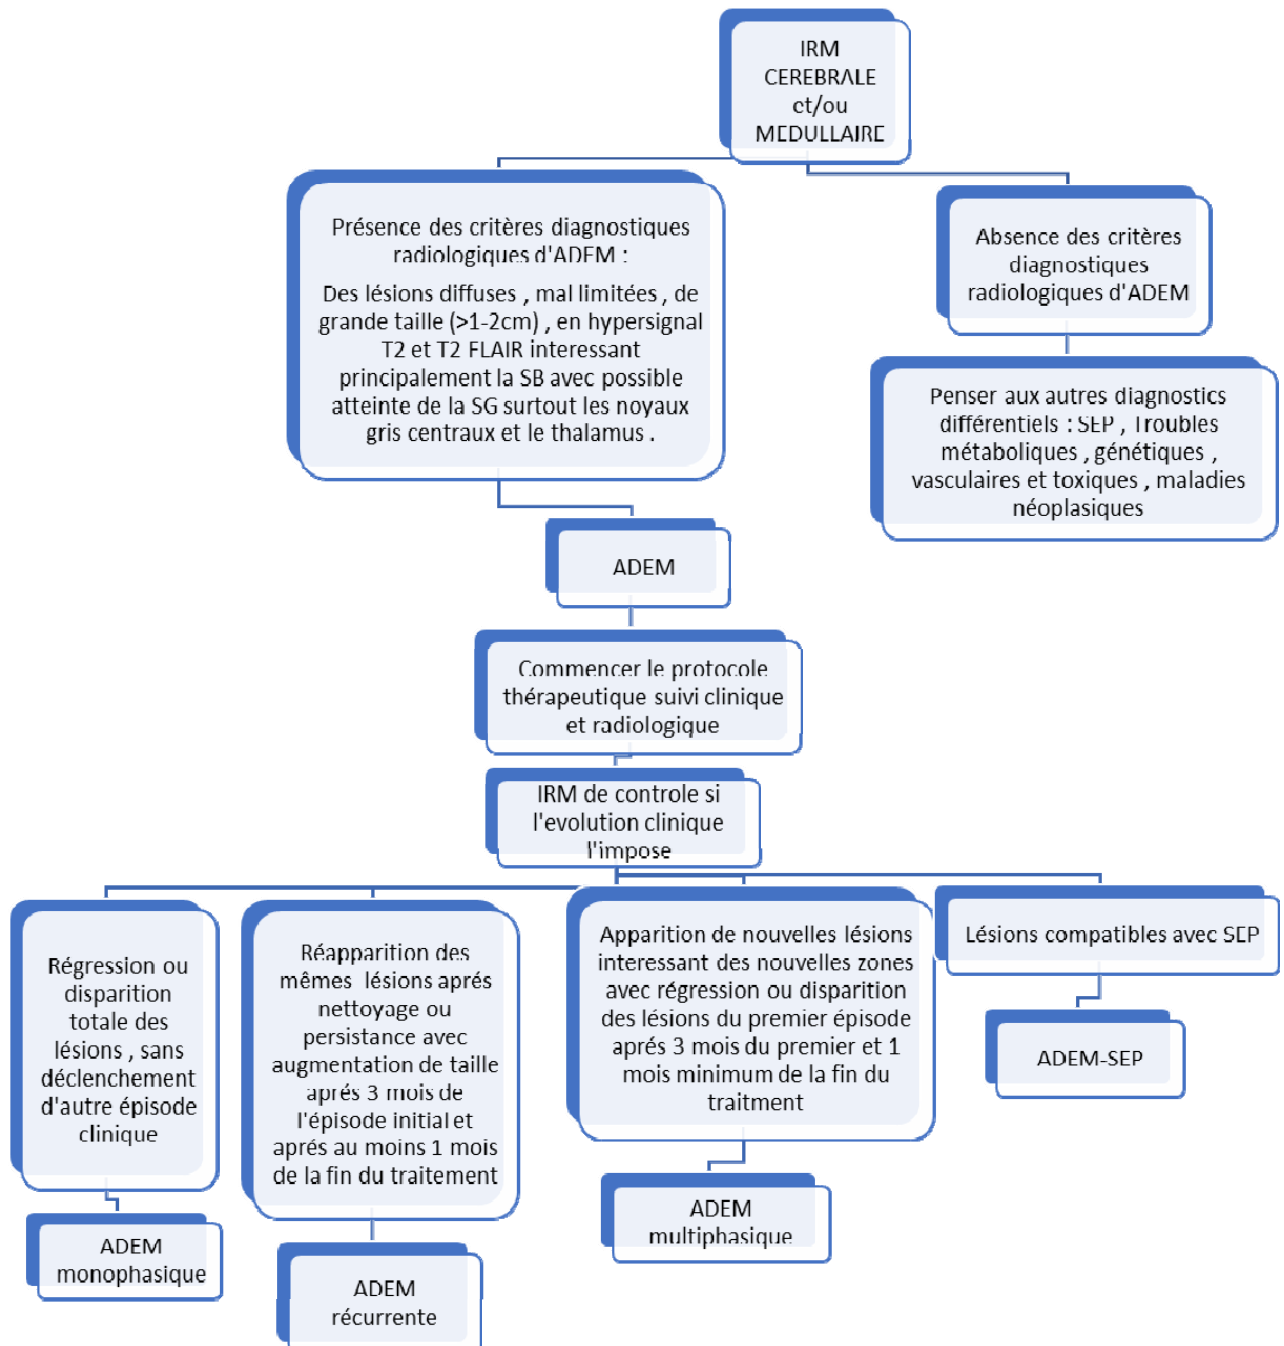 IRM
CEREBRALE
et/ou
MEDULLAIRE
Présence des critères diagnostiques
radiologiques d'ADEM :
Des lésions diffuses , mal limitées , de
grande taille (>1-2cm) , en hypersignal
T2 et T2 FLAIR interessant
principalement la SB avec possible
atteinte de la SG surtout les noyaux
gris centraux et le thalamus .
Absence des critères
diagnostiques
radiologiques d'ADEM
Penser aux autres diagnostics
différentiels : SEP , Troubles
métaboliques , génétiques ,
vasculaires et toxiques , maladies
néoplasiques
ADEM
Commencer le protocole
thérapeutique suivi clinique
et radiologique
IRM de controle si
l'evolution clinique
l'impose
Régression ou
disparition
totale des
lésions , sans
déclenchement
d'autre épisode
clinique
ADEM
monophasique
Réapparition des
mêmes lésions aprés
nettoyage ou
persistance avec
augmentation de taille
aprés 3 mois de
l'épisode initial et
aprés au moins 1 mois
de la fin du traitement
ADEM
récurrente
Apparition de nouvelles lésions
interessant des nouvelles zones
avec régression ou disparition
des lésions du premier épisode
aprés 3 mois du premier et 1
mois minimum de la fin du
traitment
ADEM
multiphasique
Lésions compatibles avec SEP
ADEM-SEP